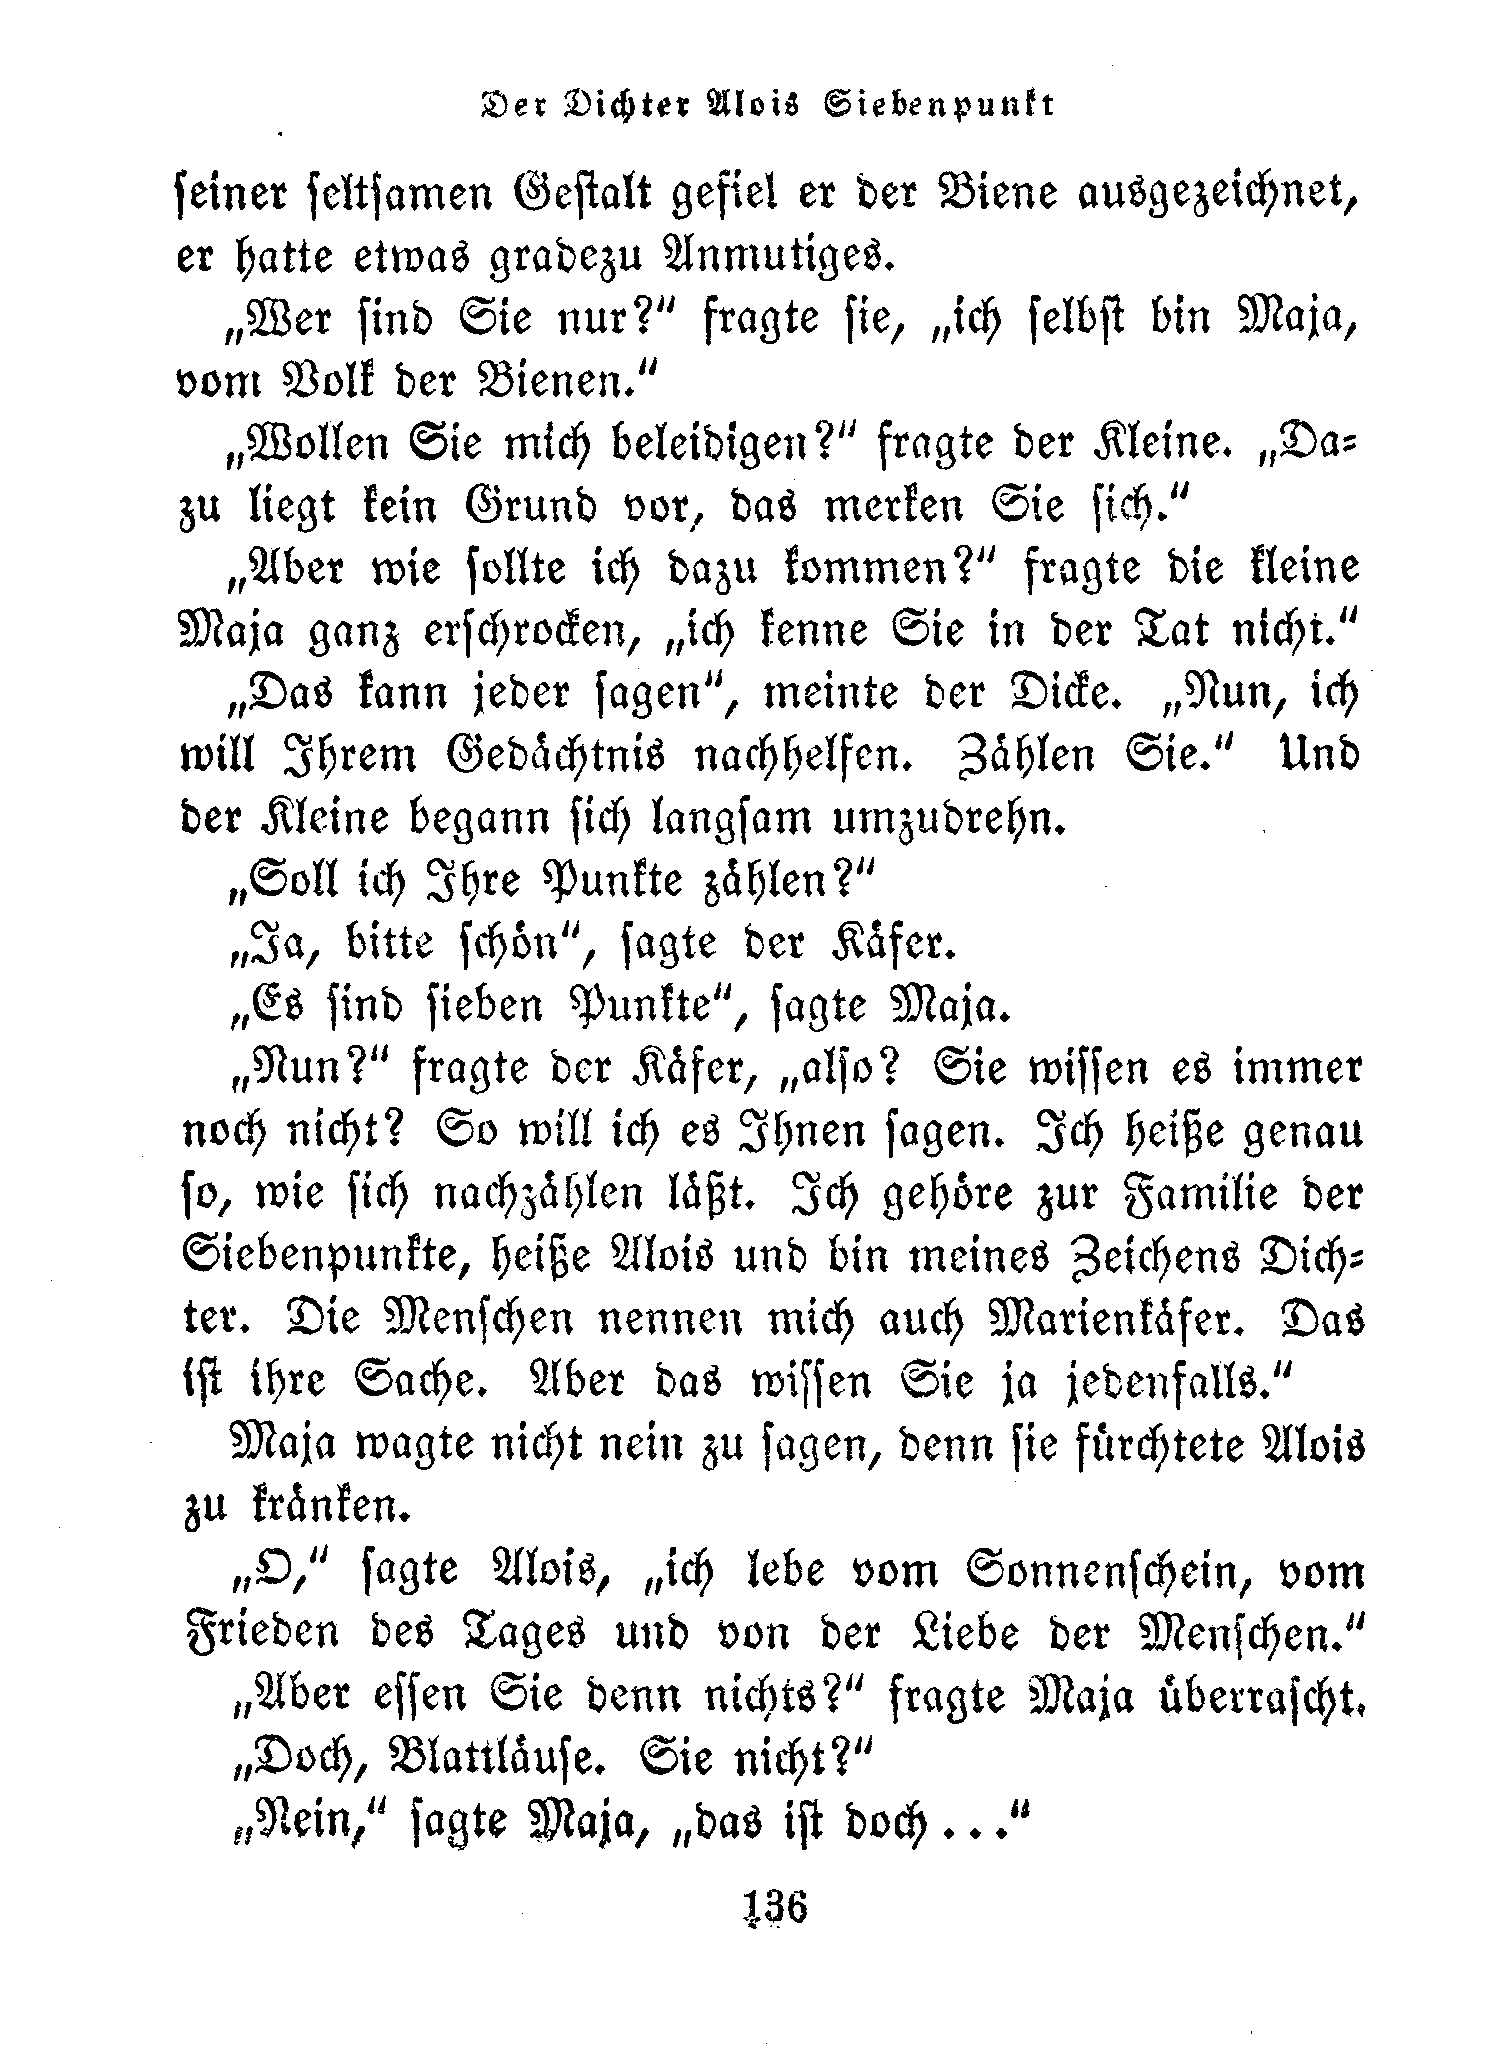 Der Dichter Alois Siebenpunkt
seiner seltsamen Gestalt gefiel er der Biene ausgezeichnet,
er hatte etwas gradezu Anmutiges.
„Wer sind Sie nur?“ fragte sie, „ich selbst bin Maja,
vom Volk der Bienen.“
„Wollen Sie mich beleidigen?“ fragte der Kleine. „Da-
zu liegt kein Grund vor, das merken Sie sich.“
„Aber wie sollte ich dazu kommen?“ fragte die kleine
Maja ganz erschrocken, „ich kenne Sie in der Tat nicht.“
„Das kann jeder sagen“, meinte der Dicke. „Nun, ich
will Ihrem Gedächtnis nachhelfen. Zählen Sie.“ Und
der Kleine begann sich langsam umzudrehn.
„Soll ich Ihre Punkte zählen?“
„Ja, bitte schön“, sagte der Käfer.
„Es sind sieben Punkte“, sagte Maja.
„Nun?“ fragte der Käfer, „also? Sie wissen es immer
noch nicht? So will ich es Ihnen sagen. Ich heiße genau
so, wie sich nachzählen läßt. Ich gehöre zur Familie der
Siebenpunkte, heiße Alois und bin meines Zeichens Dich-
ter. Die Menschen nennen mich auch Marienkäfer. Das
ist ihre Sache. Aber das wissen Sie ja jedenfalls.“
Maja wagte nicht nein zu sagen, denn sie fürchtete Alois
zu kränken.
„O,“ sagte Alois, „ich lebe vom Sonnenschein, vom
Frieden des Tages und von der Liebe der Menschen.“
„Aber essen Sie denn nichts?“ fragte Maja überrascht.
„Doch, Blattläuse. Sie nicht?“
„Nein,“ sagte Maja, „das ist doch . . .“
136